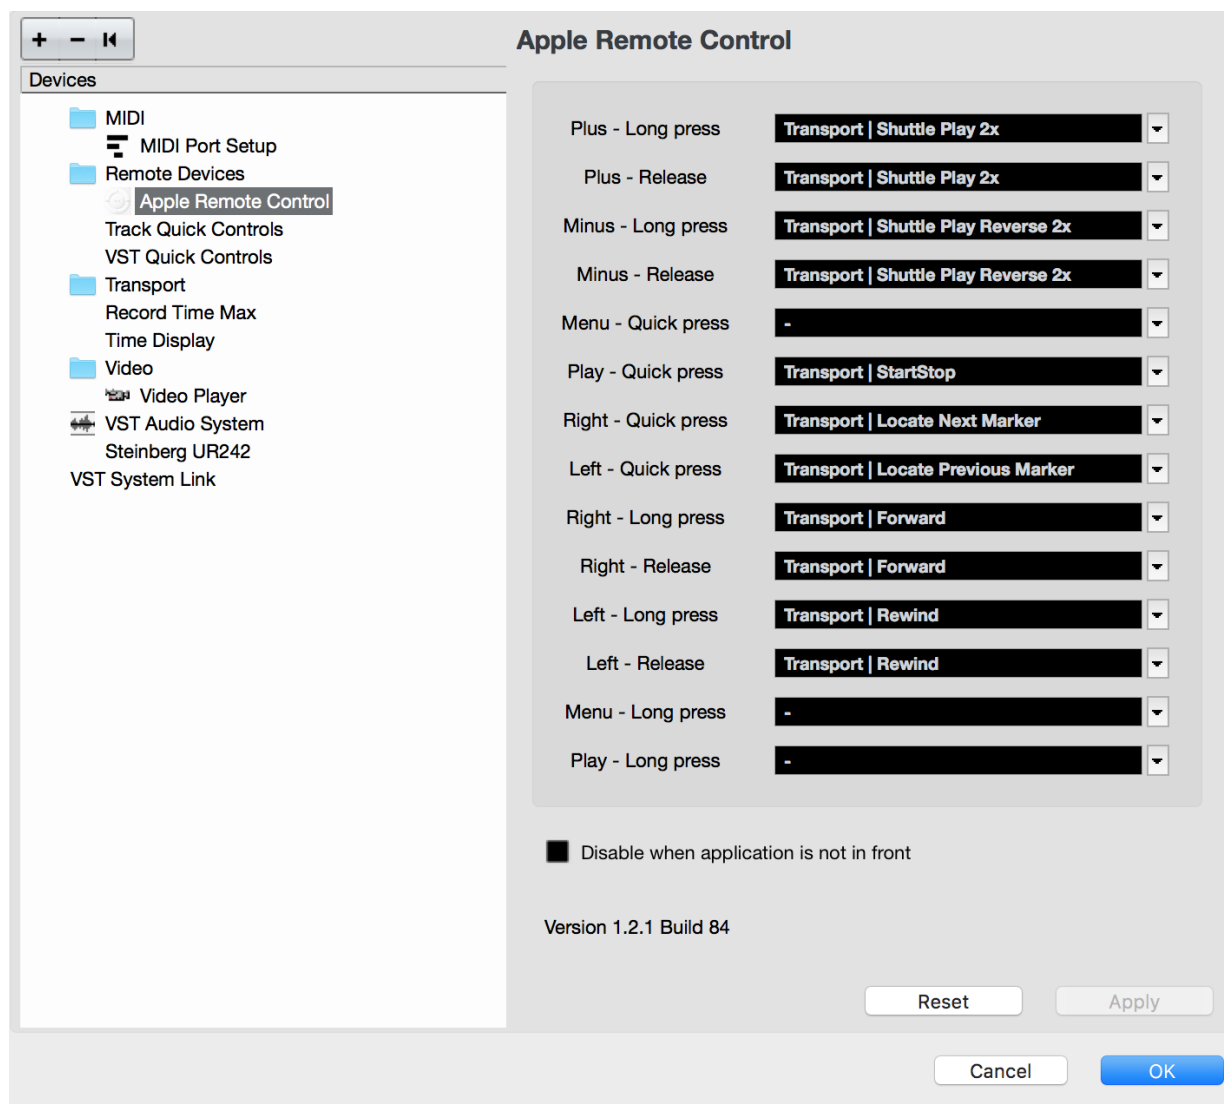 Apple Remote Control
Devices
MIDI
MIDI Port Setup
Remote Devices
Apple Remote Control
Track Quick Controls
VST Quick Controls
Transport
Record Time Max
Time Display
Video
Video Player
VST Audio System
Steinberg UR242
VST System Link
Plus - Long press Transport | Shuttle Play 2x
Plus - Release Transport | Shuttle Play 2x
Minus - Long press Transport | Shuttle Play Reverse 2x
Minus - Release Transport | Shuttle Play Reverse 2x
Menu - Quick press -
Play - Quick press Transport | StartStop
Right - Quick press Transport | Locate Next Marker
Left - Quick press Transport | Locate Previous Marker
Right - Long press Transport | Forward
Right - Release Transport | Forward
Left - Long press Transport | Rewind
Left - Release Transport | Rewind
Menu - Long press -
Play - Long press -
Disable when application is not in front
Version 1.2.1 Build 84
Reset Apply
Cancel OK